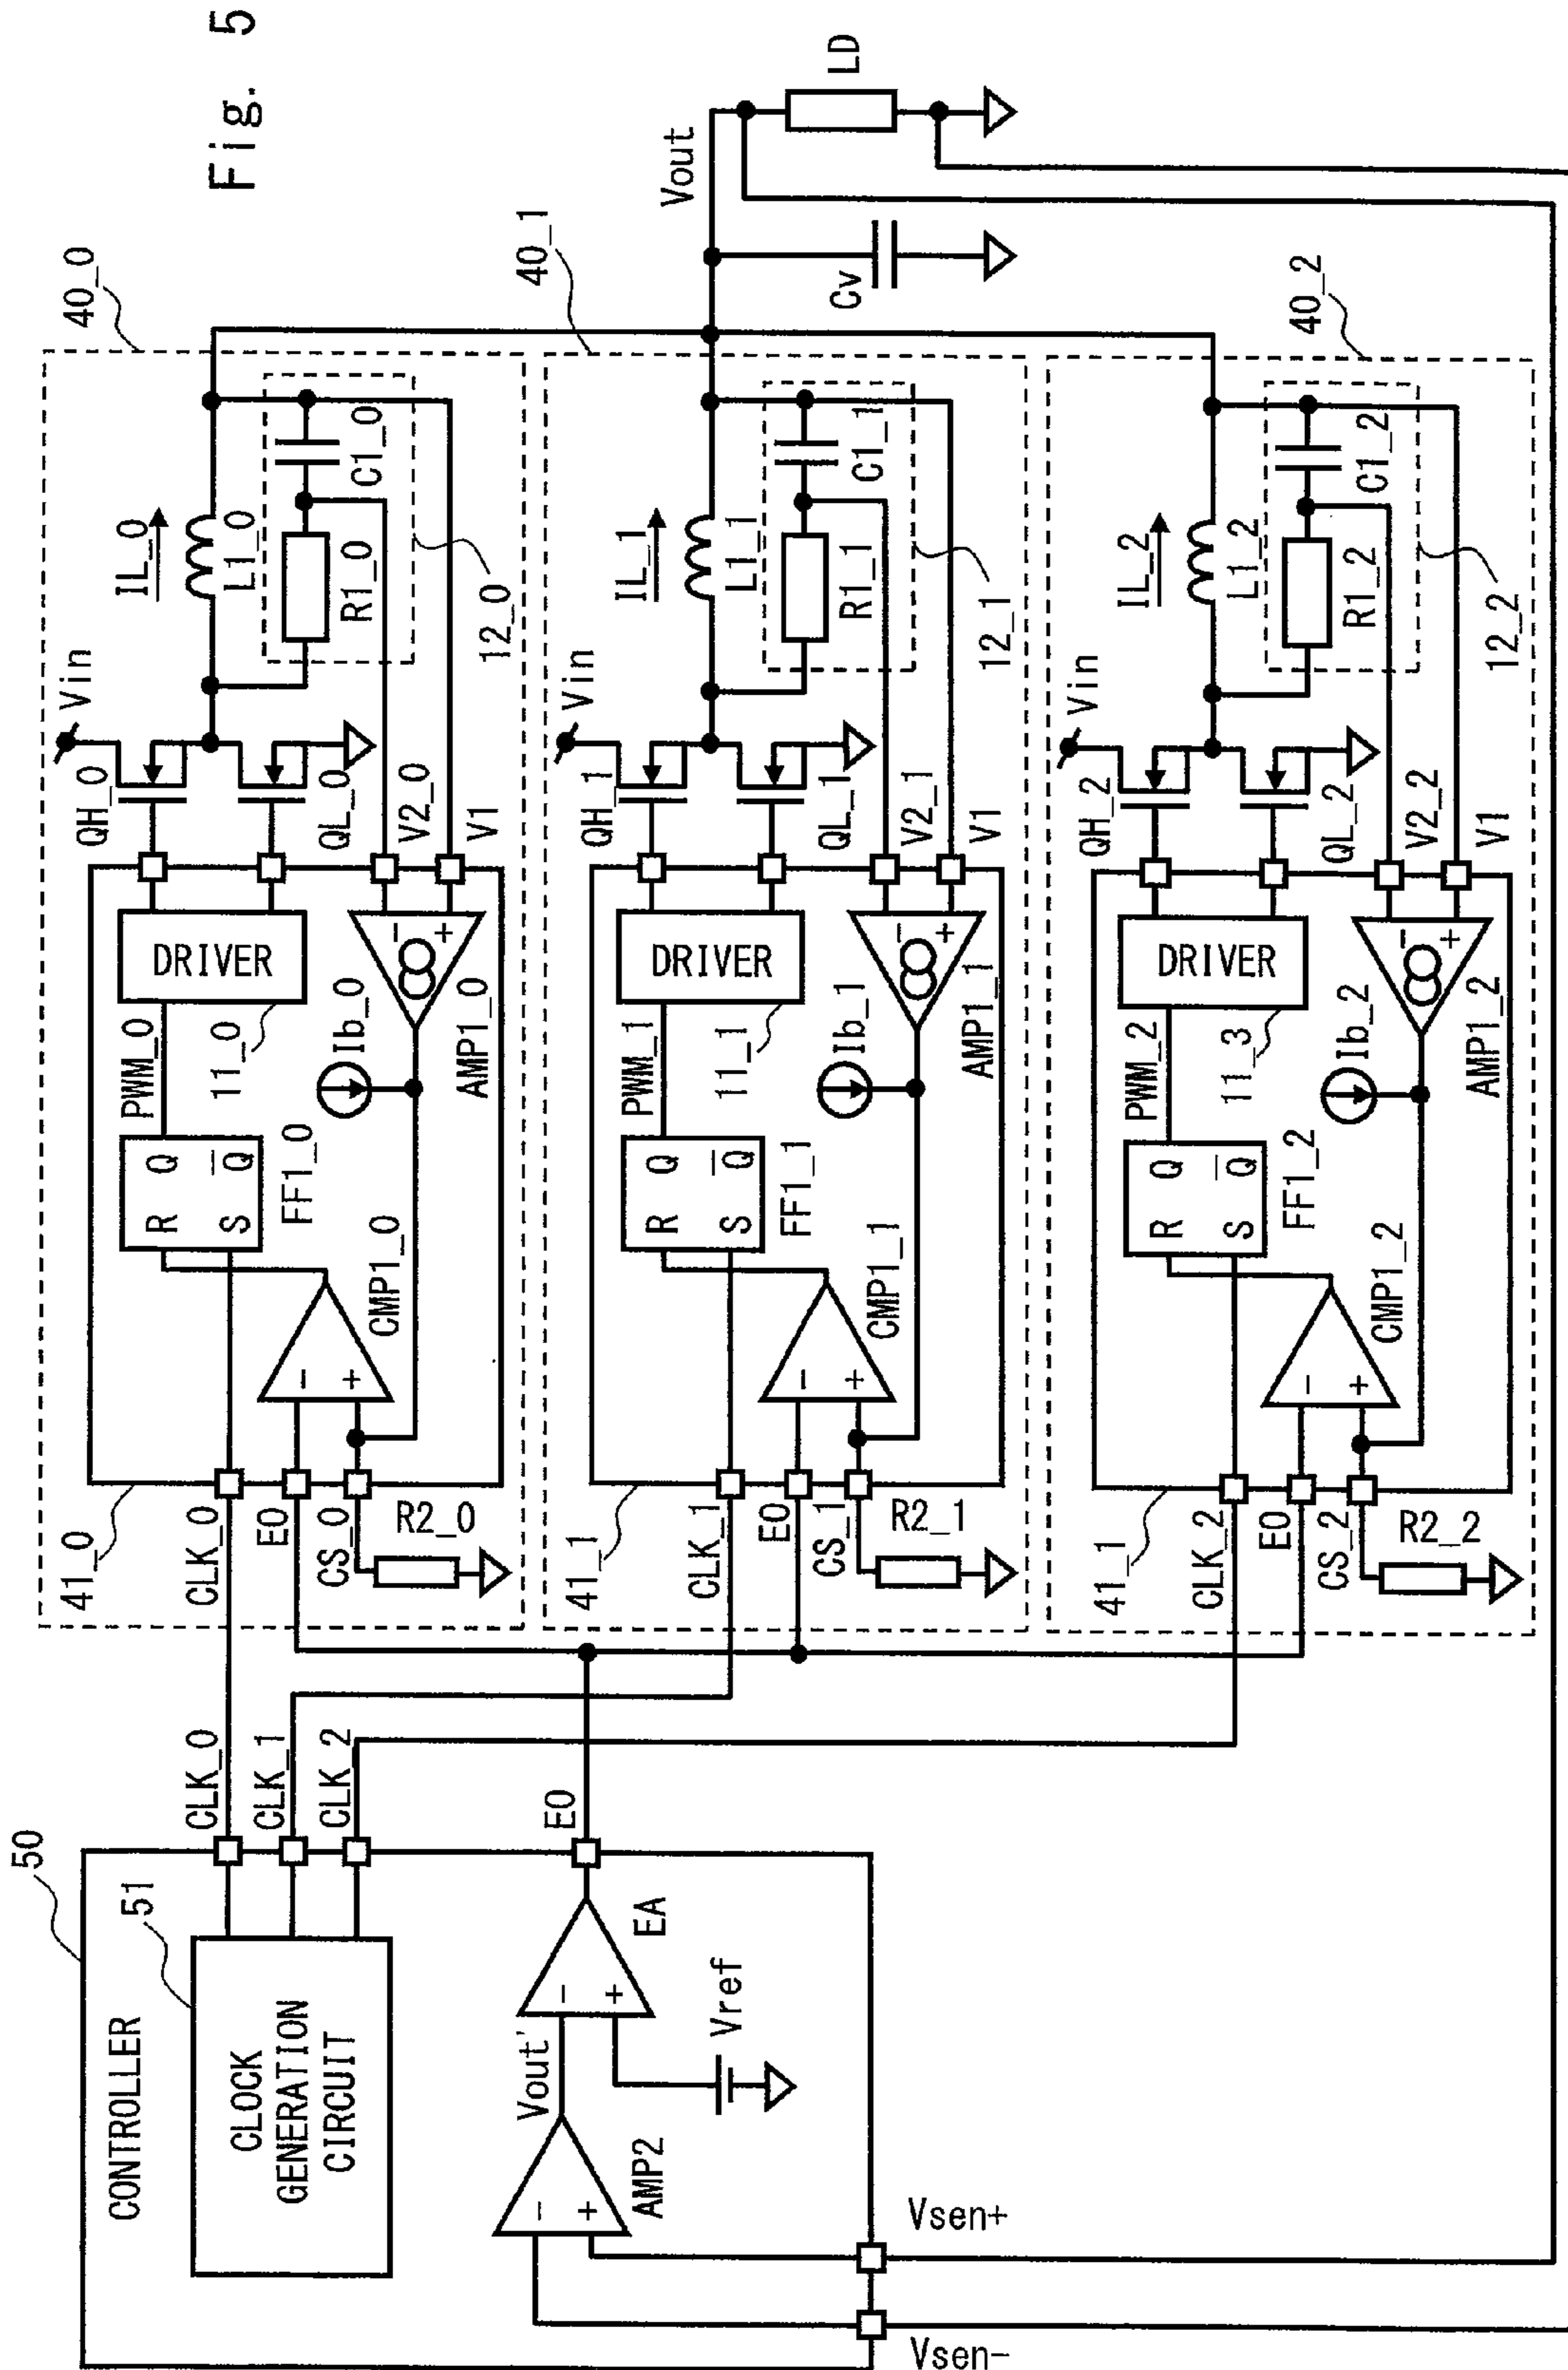 Fig. 5
50
CONTROLLER
51
CLOCK
GENERATION
CIRCUIT
CLK_0
CLK_1
CLK_2
EO
EA
Vout'
Vref
AMP2
Vsen+
Vsen-
40_0
41_0
CLK_0
EO
CS_0
R2_0
R Q
S Q
FF1_0
PWM_0
- +
CMP1_0
DRIVER
11_0
Ib_0
AMP1_0
QH_0
QL_0
V2_0
V1
Vin
IL_0
L1_0
R1_0
C1_0
12_0
40_1
41_1
CLK_1
EO
CS_1
R2_1
R Q
S Q
FF1_1
PWM_1
- +
CMP1_1
DRIVER
11_1
Ib_1
AMP1_1
QH_1
QL_1
V2_1
V1
Vin
IL_1
L1_1
R1_1
C1_1
12_1
40_2
41_1
CLK_2
EO
CS_2
R2_2
R Q
S Q
FF1_2
PWM_2
- +
CMP1_2
DRIVER
11_3
Ib_2
AMP1_2
QH_2
QL_2
V2_2
V1
Vin
IL_2
L1_2
R1_2
C1_2
12_2
Vout
Cv
LD